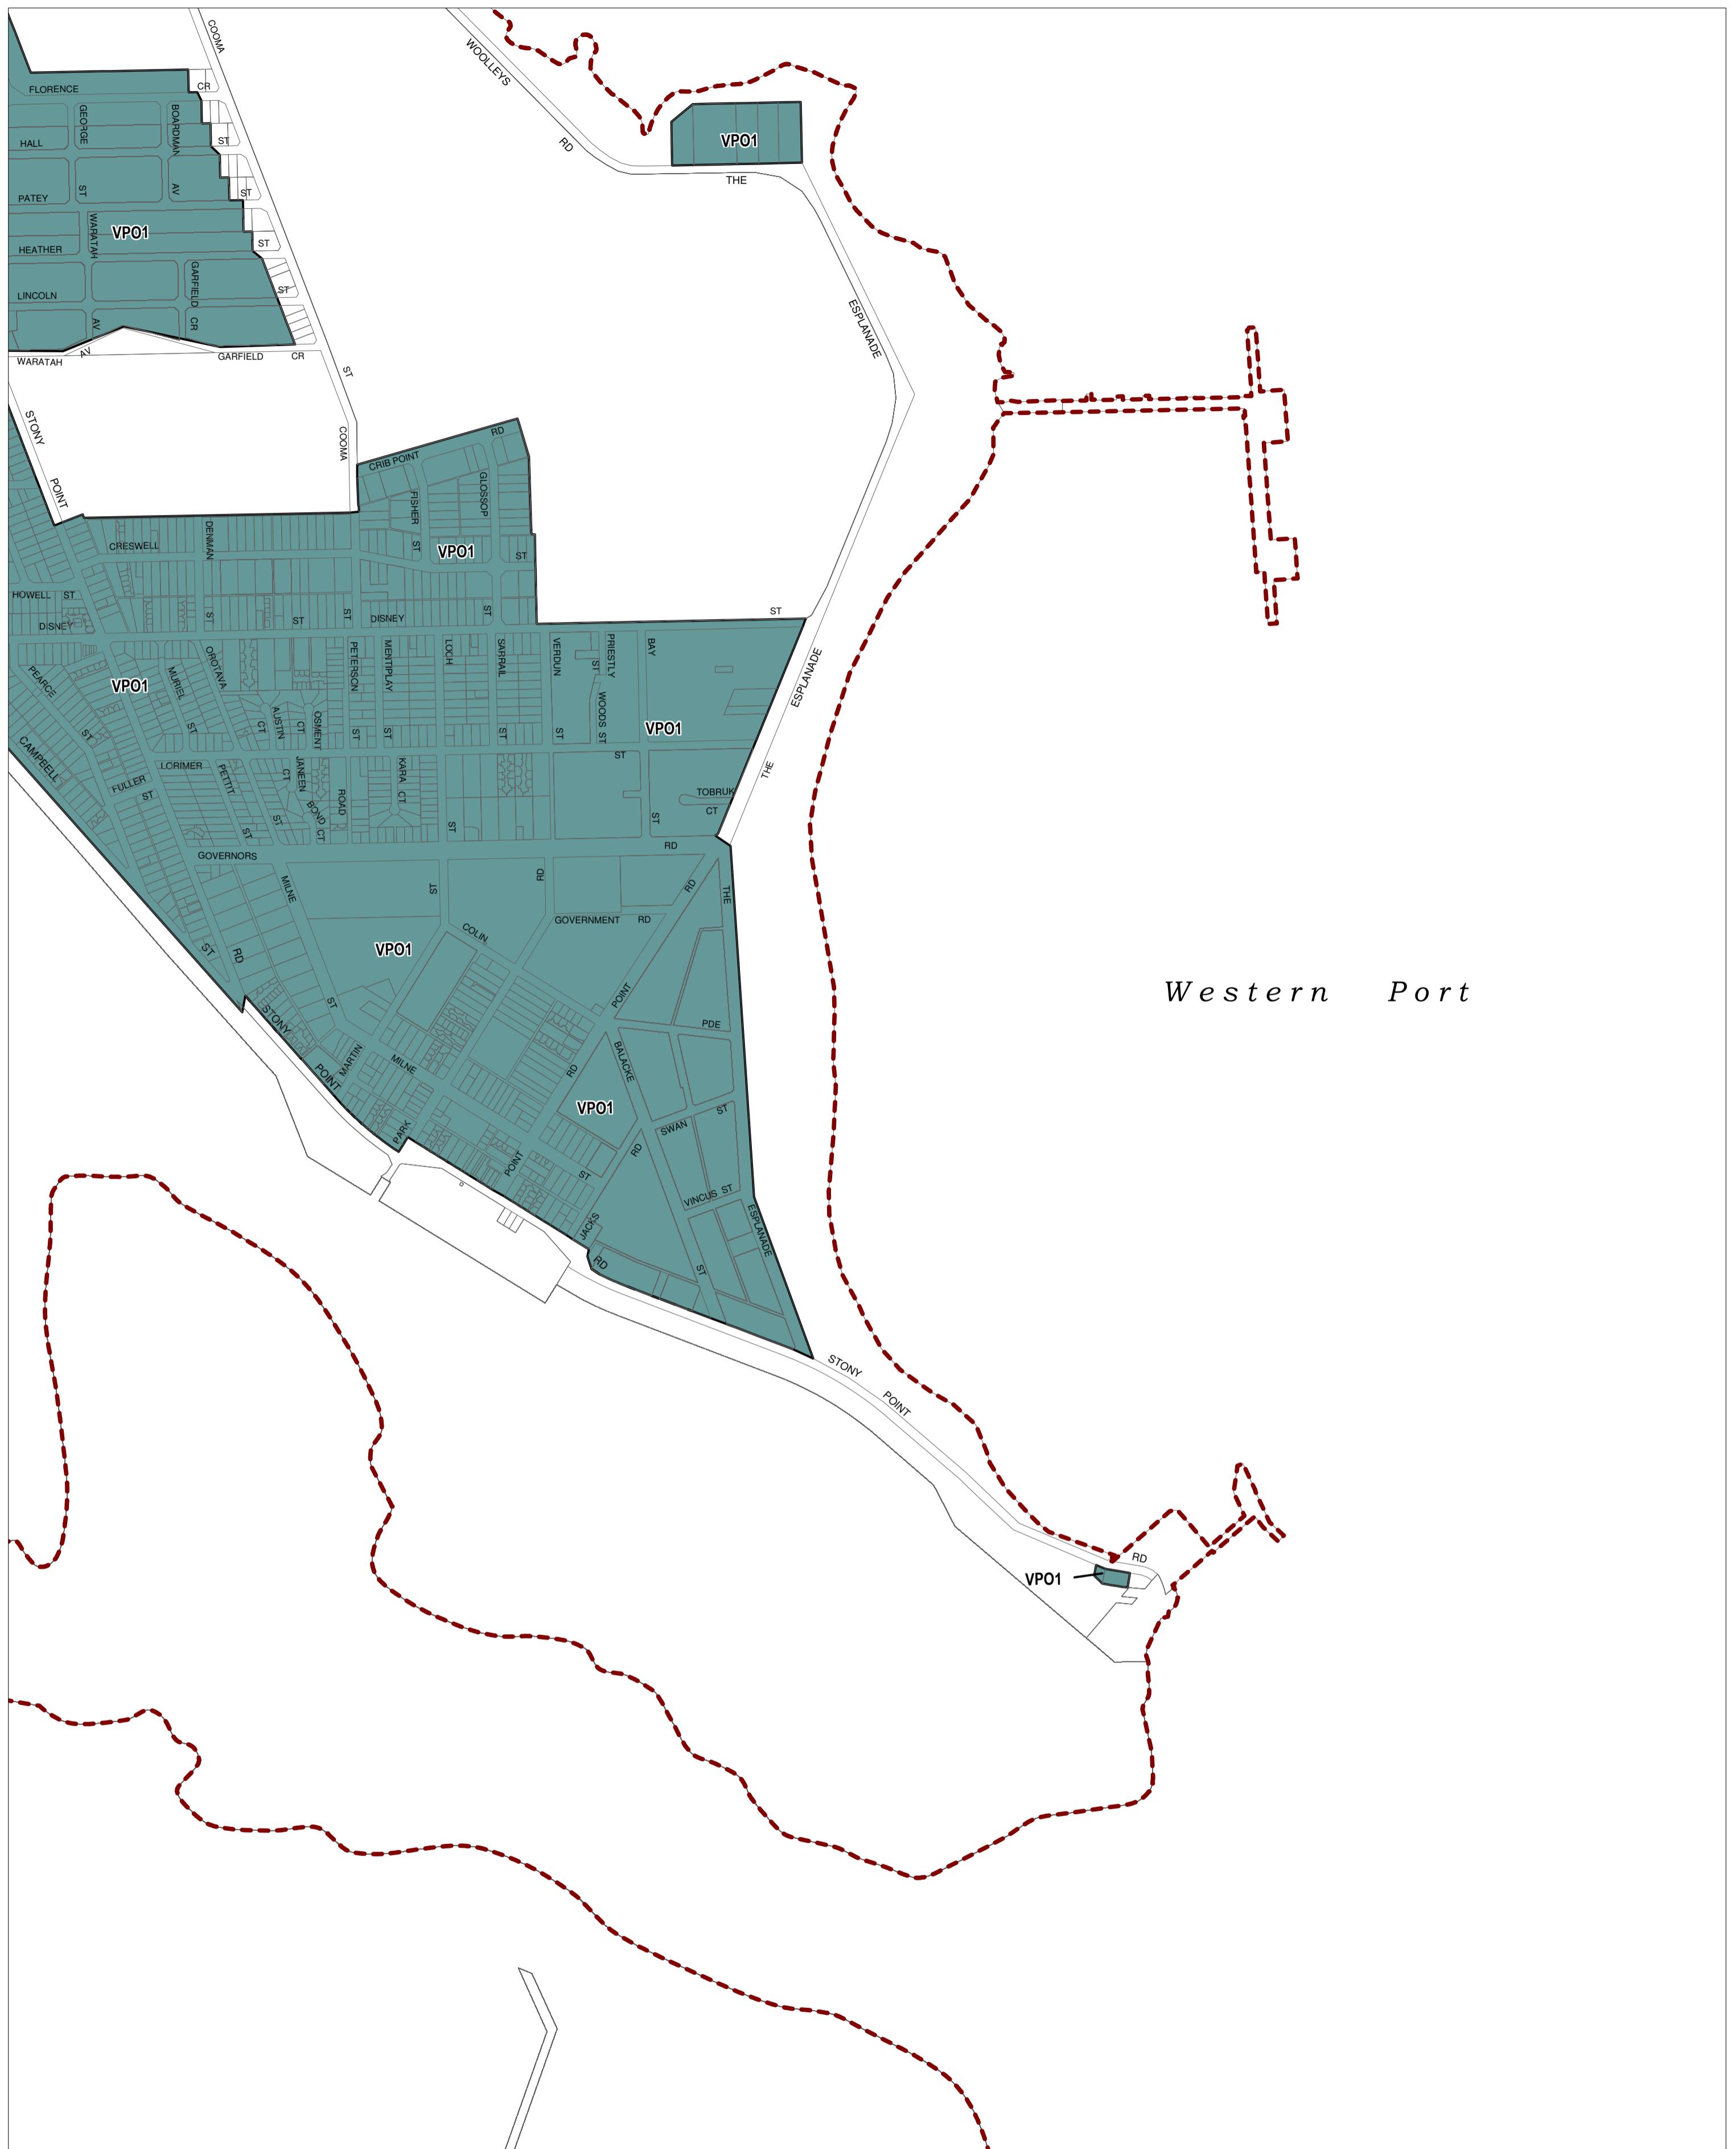 COOMA
WOOLLEYS
CR
FLORENCE
GEORGE
BOARDMAN
HALL
ST
VPO1
RD
THE
ST
AV
ST
PATEY
WARATAH
VPO1
HEATHER
ST
GARFIELD
LINCOLN
ST
AV
CR
ESPLANADE
WARATAH
AV
GARFIELD
CR
ST
STONY
COOMA
RD
CRIB POINT
POINT
FISHER
GLOSSOP
DENMAN
CRESWELL
ST
VPO1
ST
HOWELL
ST
ST
ST
ST
DISNEY
ST
ST
DISNEY
PETERSON
MENTIPLAY
LOCH
SARRAIL
VERDUN
PRIESTLY
BAY
ST
PEARCE
VPO1
MURIEL
OROTAVA
ESPLANADE
WOODS ST
AUSTIN
CT
CT
OSMENT
ST
ST
ST
ST
ST
ST
VPO1
CAMPBELL
LORIMER
ST
PETTIT
CT
JANEEN
KARA
CT
THE
FULLER
ST
ROAD
TOBRUK
CT
BOND
CT
ST
ST
ST
ST
GOVERNORS
RD
MILNE
ST
RD
RD
THE
GOVERNMENT
RD
COLIN
VPO1
ST
RD
Western Port
ST
POINT
STONY
PDE
MARTIN
MILNE
BALACKE
POINT
RD
VPO1
ST
SWAN
PARK
RD
POINT
ST
VINCUS ST
JACKS
ESPLANADE
RD
ST
STONY
POINT
RD
VPO1